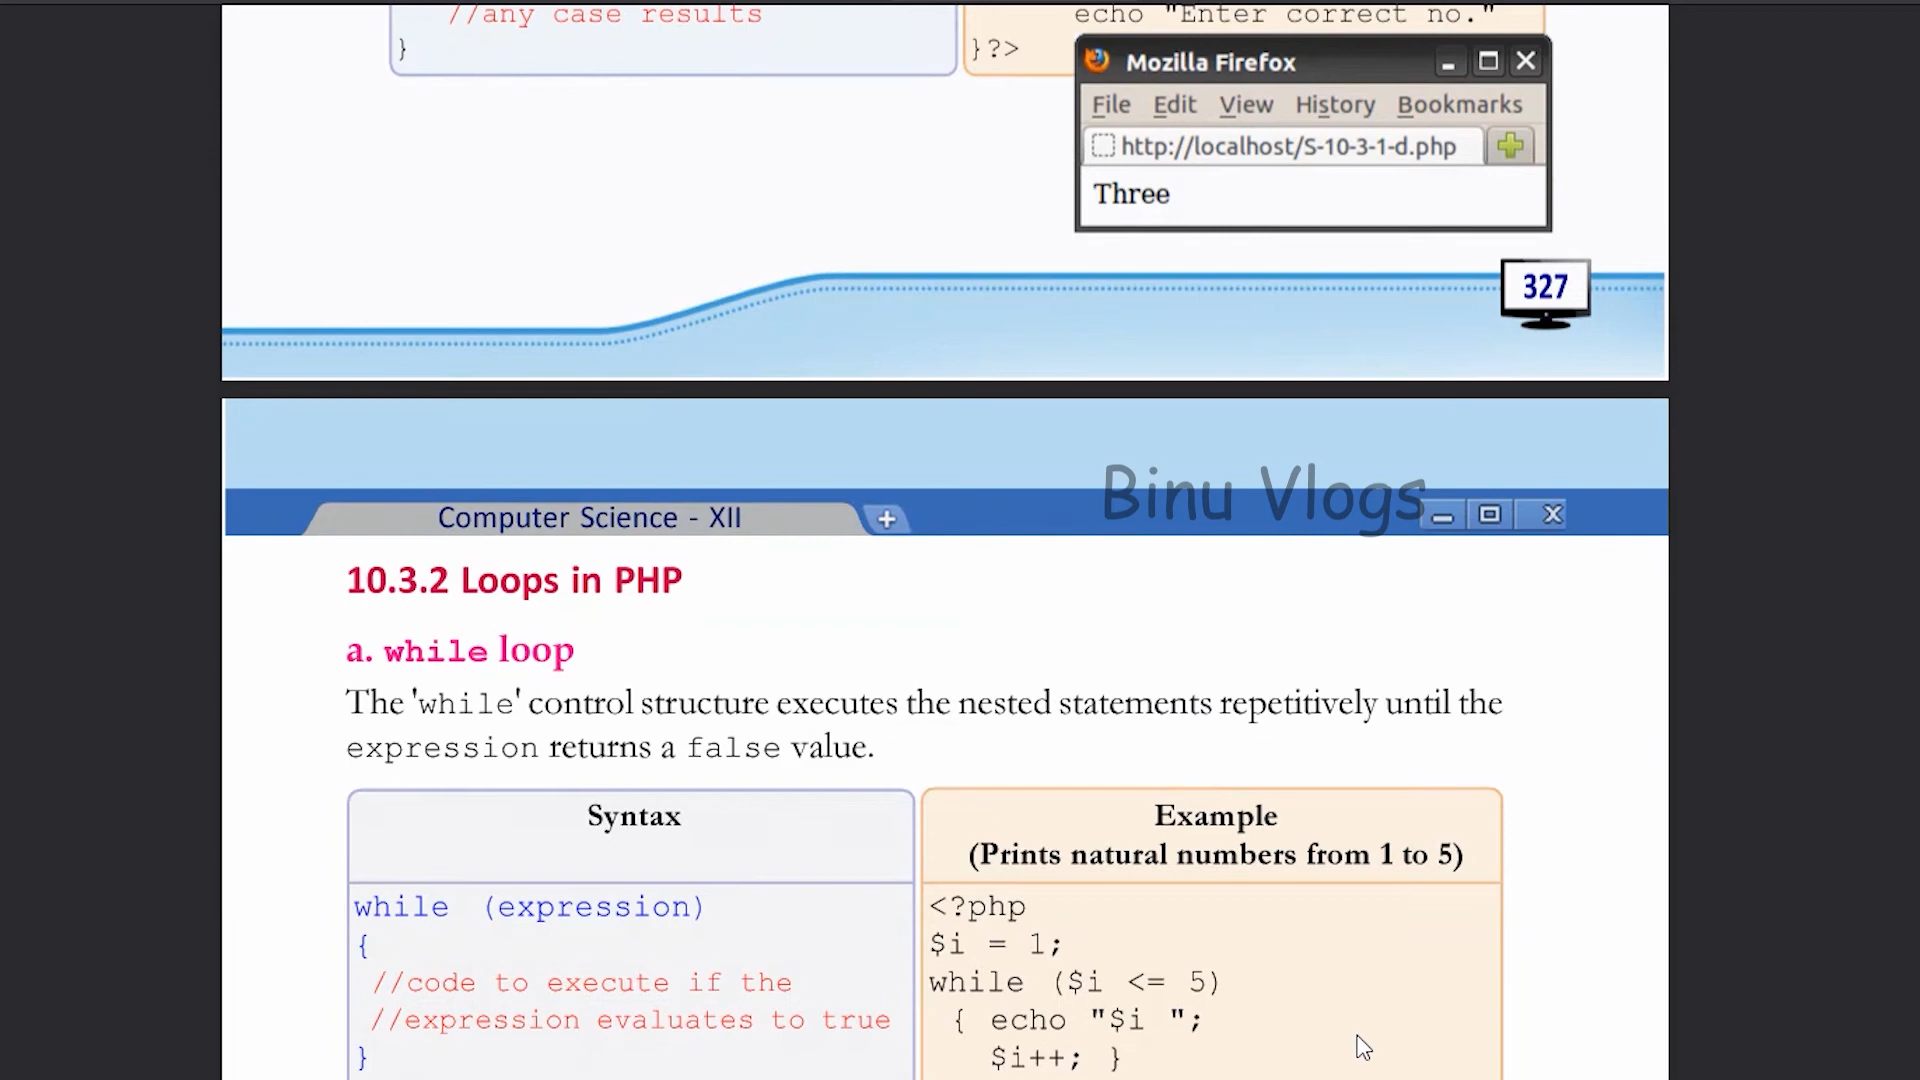 //any case results
}
echo "Enter correct no."
}?>
Mozilla Firefox
File Edit View History Bookmarks
http://localhost/S-10-3-1-d.php
Three
327
Binu Vlogs
Computer Science - XII
10.3.2 Loops in PHP
a. while loop
The 'while' control structure executes the nested statements repetitively until the
expression returns a false value.
Syntax
while (expression)
{
//code to execute if the
//expression evaluates to true
}
Example
(Prints natural numbers from 1 to 5)
<?php
$i = 1;
while ($i <= 5)
{ echo "$i ";
$i++; }